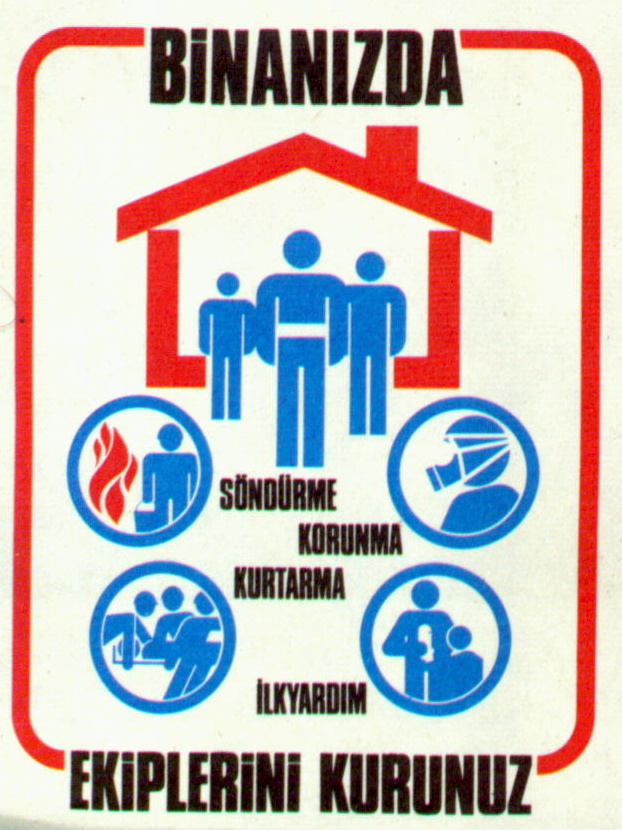 BİNANIZDA
SÖNDÜRME
KORUNMA
KURTARMA
İLKYARDIM
EKİPLERİNİ KURUNUZ